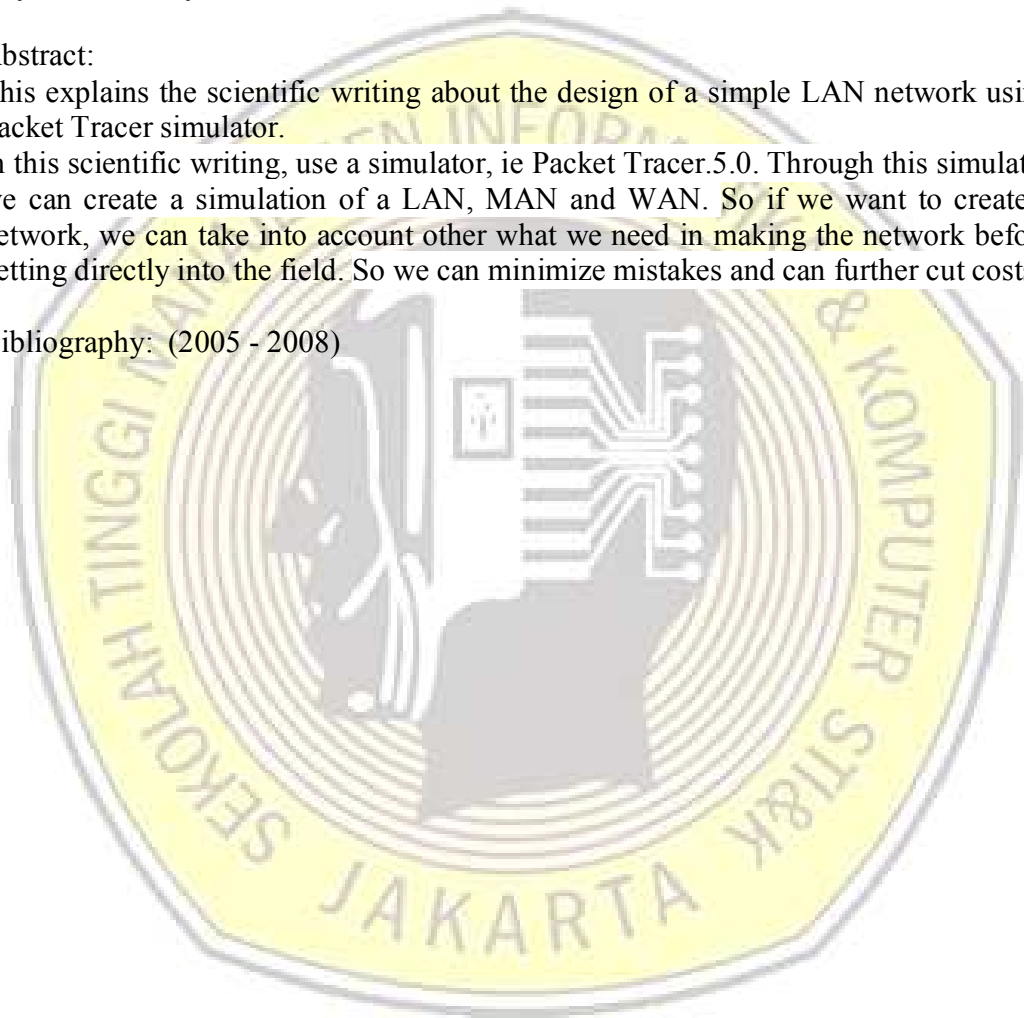 bstract:
his explains the scientific writing about the design of a simple LAN network usin
acket Tracer simulator.
n this scientific writing, use a simulator, ie Packet Tracer.5.0. Through this simulat
ve can create a simulation of a LAN, MAN and WAN. So if we want to create
etwork, we can take into account other what we need in making the network befo
etting directly into the field. So we can minimize mistakes and can further cut cost
ibliography: (2005 - 2008)
SEKOLAH TINGGI
& KOMPUTER STI&K
JAKARTA